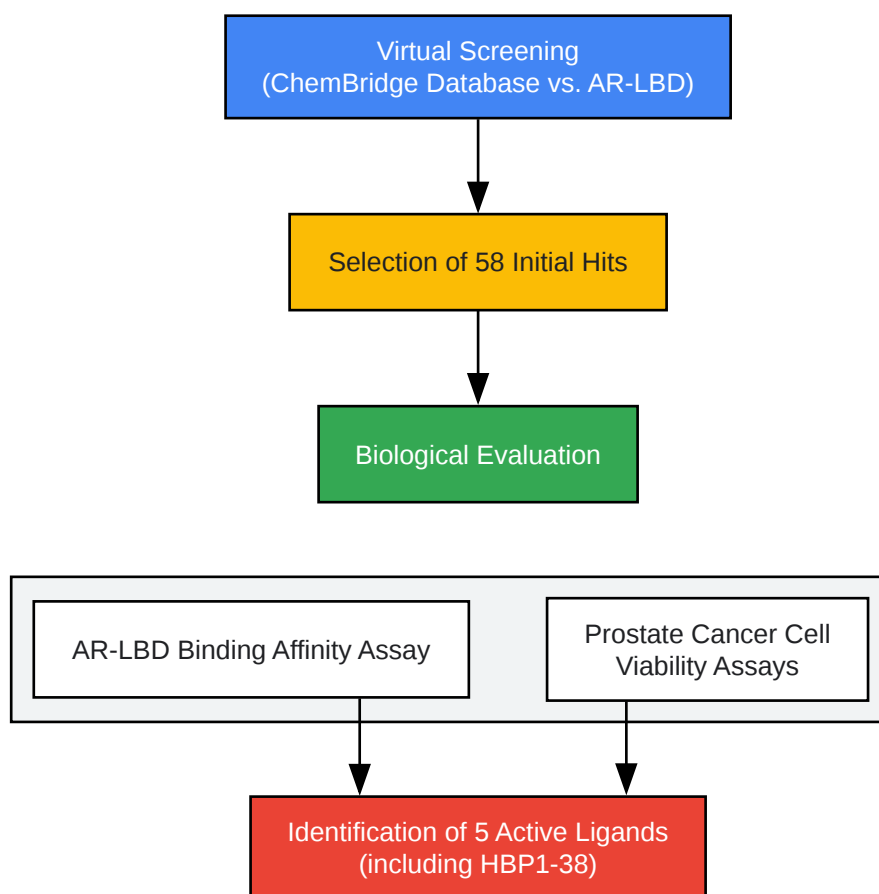 Virtual Screening
(ChemBridge Database vs. AR-LBD)
Selection of 58 Initial Hits
Biological Evaluation
AR-LBD Binding Affinity Assay
Prostate Cancer Cell
Viability Assays
Identification of 5 Active Ligands
(including HBP1-38)